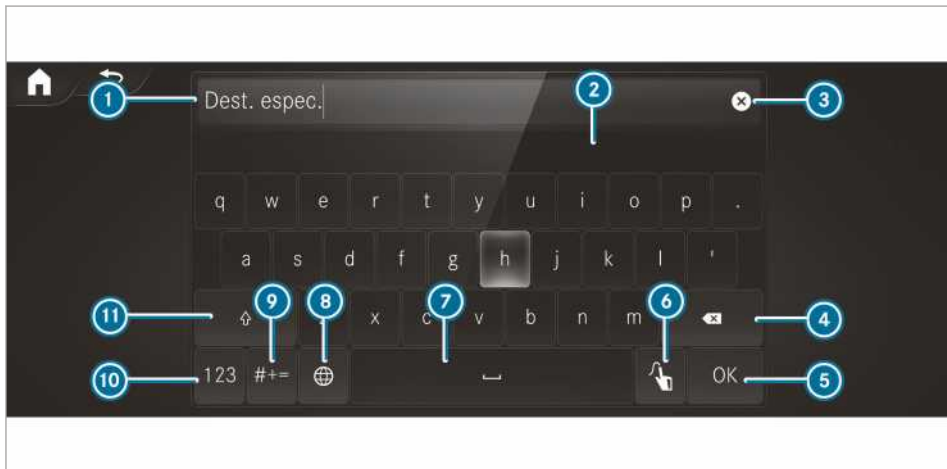 1 Dest. espec. 2 3
q w e r t y u i o p .
a s d f g h j k l '
11 9 8 x c v 7 b n m 6 4
10 123 #+= OK 5